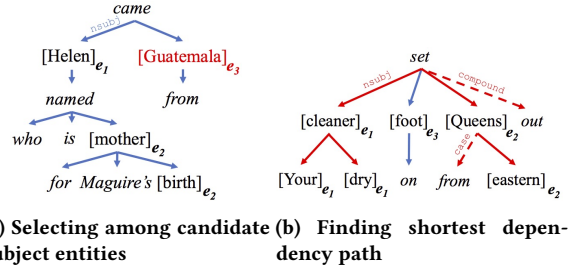 came
nsubj
[Helen]e1 [Guatemala]e3
named from
who is [mother]e2
for Maguire's [birth]e2
) Selecting among candidate
ubject entities
set
nsubj compound
[cleaner]e1 [foot]e3 [Queens]e2 out
case
[Your]e1 [dry]e1 on from [eastern]e2
(b) Finding shortest depen-
dency path